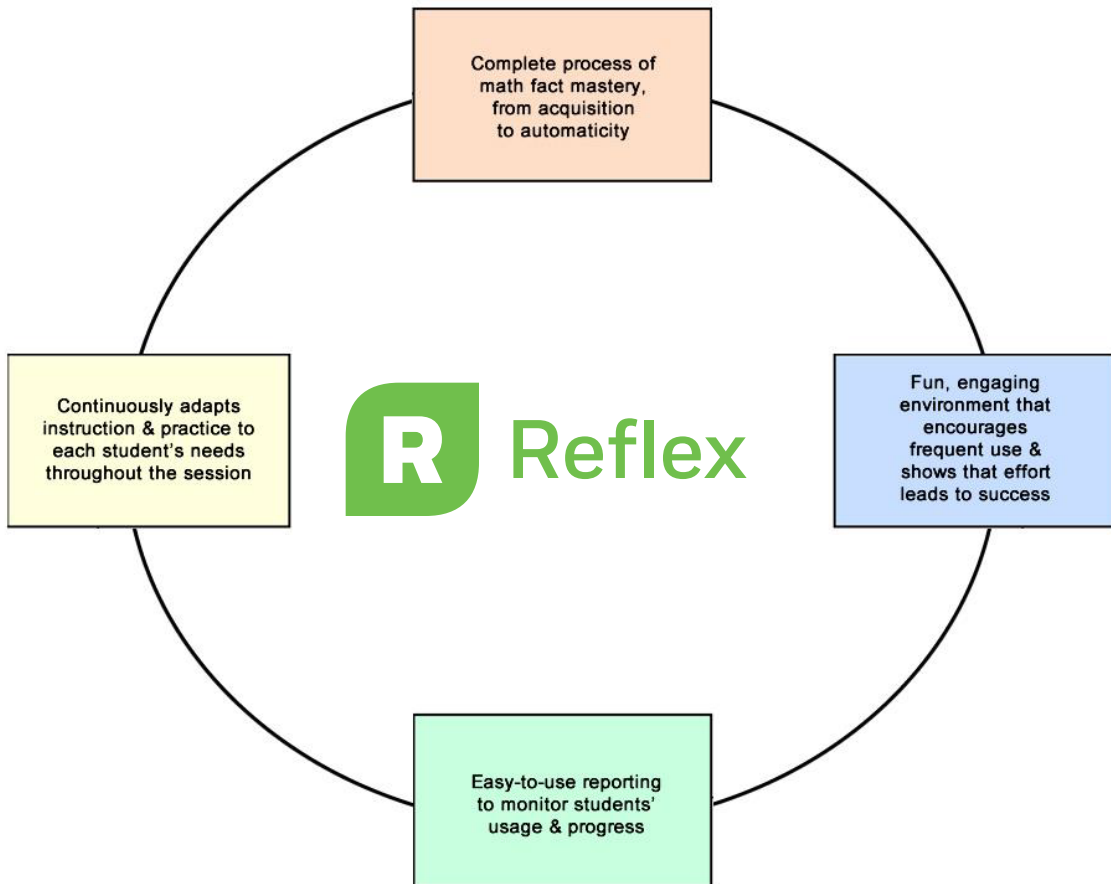 Complete process of
math fact mastery,
from acquisition
to automaticity
Continuously adapts
instruction & practice to
each student's needs
throughout the session
R Reflex
Fun, engaging
environment that
encourages
frequent use &
shows that effort
leads to success
Easy-to-use reporting
to monitor students'
usage & progress